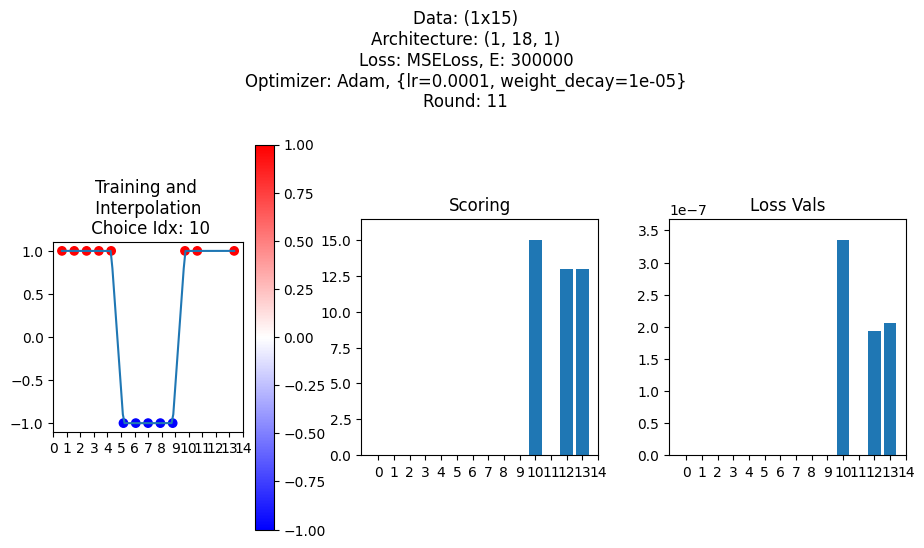 Data: (1x15)
Architecture: (1, 18, 1)
Loss: MSELoss, E: 300000
Optimizer: Adam, {lr=0.0001, weight_decay=1e-05}
Round: 11
Training and
Interpolation
Choice Idx: 10
1.0
0.5
0.0
−0.5
−1.0
0 1 2 3 4 5 6 7 8 9 10 11 12 13 14
1.00
0.75
0.50
0.25
0.00
−0.25
−0.50
−0.75
−1.00
Scoring
15.0
12.5
10.0
7.5
5.0
2.5
0.0
0 1 2 3 4 5 6 7 8 9 10 11 12 13 14
Loss Vals
1e−7
3.5
3.0
2.5
2.0
1.5
1.0
0.5
0.0
0 1 2 3 4 5 6 7 8 9 10 11 12 13 14